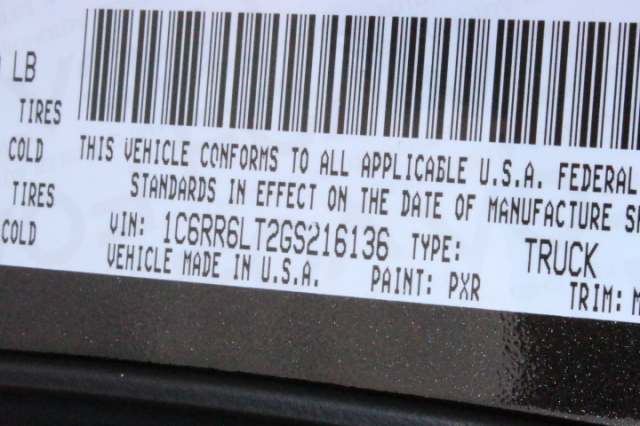 LB
TIRES
COLD THIS VEHICLE CONFORMS TO ALL APPLICABLE U.S.A. FEDERAL
TIRES STANDARDS IN EFFECT ON THE DATE OF MANUFACTURE
COLD VIN: 1C6RR6LT2GS216136 TYPE: TRUCK
VEHICLE MADE IN U.S.A. PAINT: PXR TRIM: